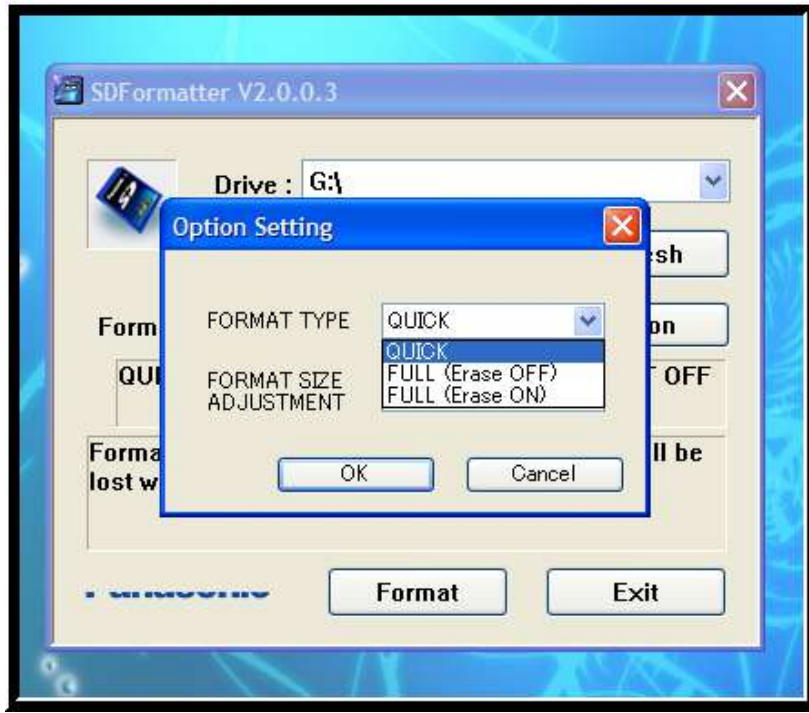 SDFormatter V2.0.0.3
Drive : G:\
Option Setting
sh
FORMAT TYPE QUICK
Form on
QUICK
FULL (Erase OFF)
FULL (Erase ON)
QUI T OFF
FORMAT SIZE
ADJUSTMENT
Forma ll be
lost w
OK Cancel
Panasonic
Format Exit